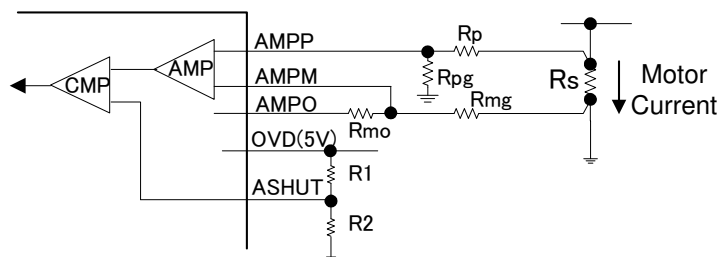 AMPP
Rp
AMP
AMPM
Rpg
Rs
Motor
Current
CMP
AMPO
Rmo
Rmg
OVD(5V)
R1
ASHUT
R2